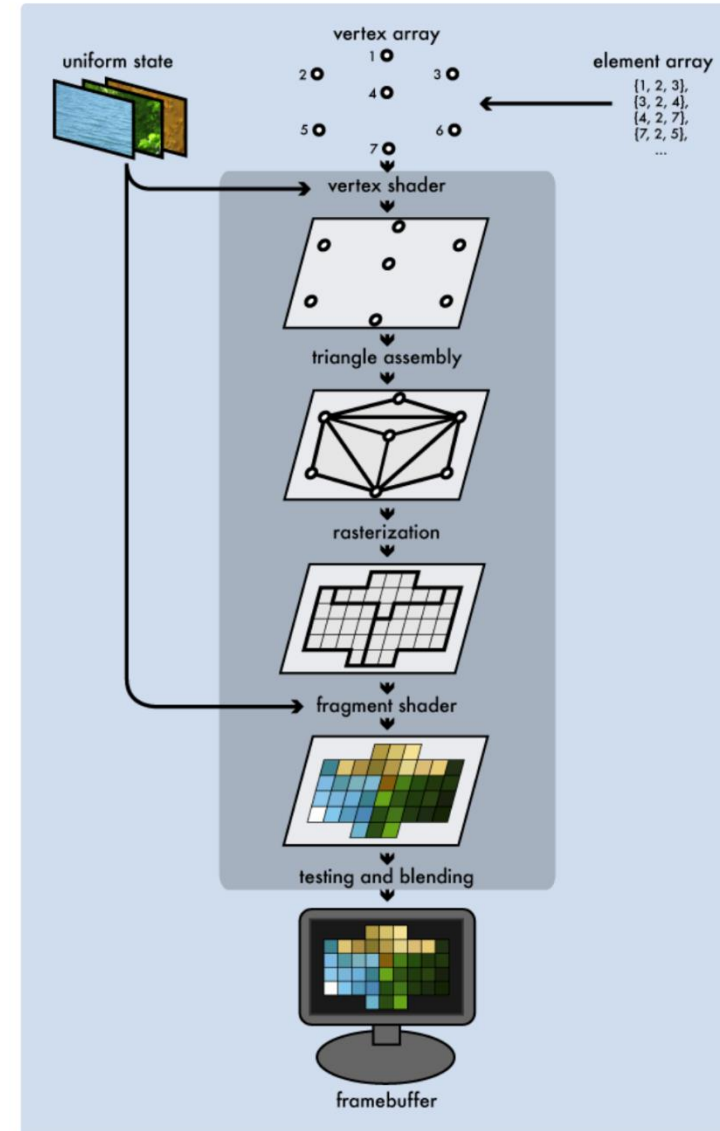 vertex array
uniform state
element array
1
2
3
4
5
6
7
{1, 2, 3},
{3, 2, 4},
{4, 2, 7},
{7, 2, 5},
...
vertex shader
triangle assembly
rasterization
fragment shader
testing and blending
framebuffer